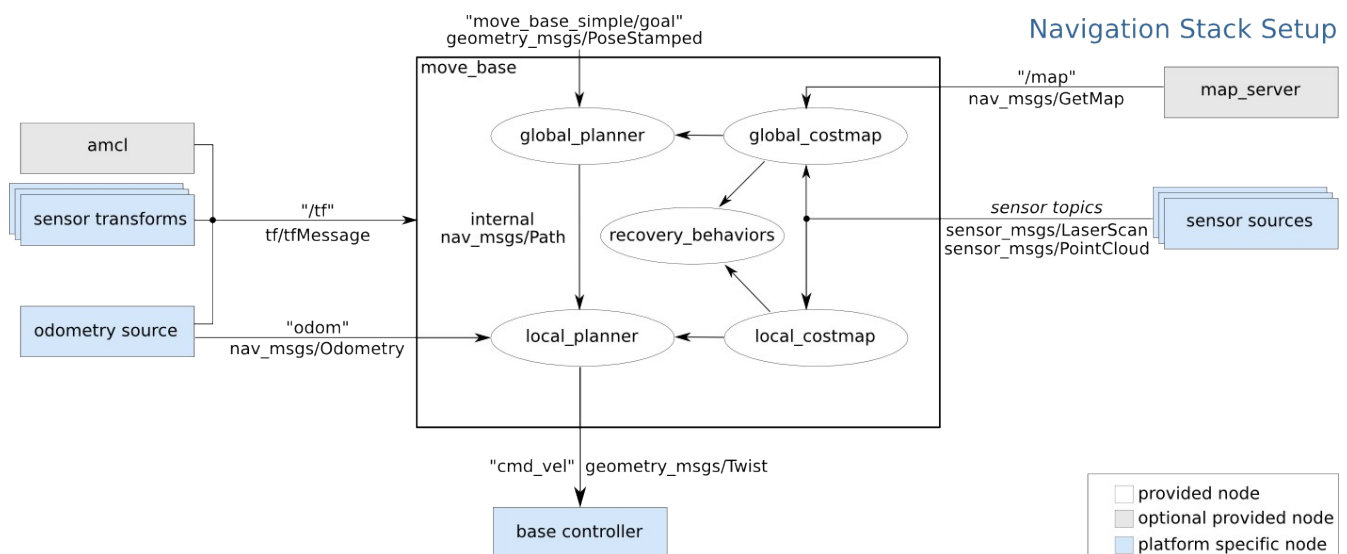 Navigation Stack Setup
"move_base_simple/goal"
geometry_msgs/PoseStamped
move_base
"/map"
nav_msgs/GetMap
map_server
global_planner
global_costmap
amcl
sensor transforms
"/tf"
tf/tfMessage
internal
nav_msgs/Path
recovery_behaviors
sensor topics
sensor_msgs/LaserScan
sensor_msgs/PointCloud
sensor sources
odometry source
"odom"
nav_msgs/Odometry
local_planner
local_costmap
"cmd_vel" geometry_msgs/Twist
base controller
provided node
optional provided node
platform specific node